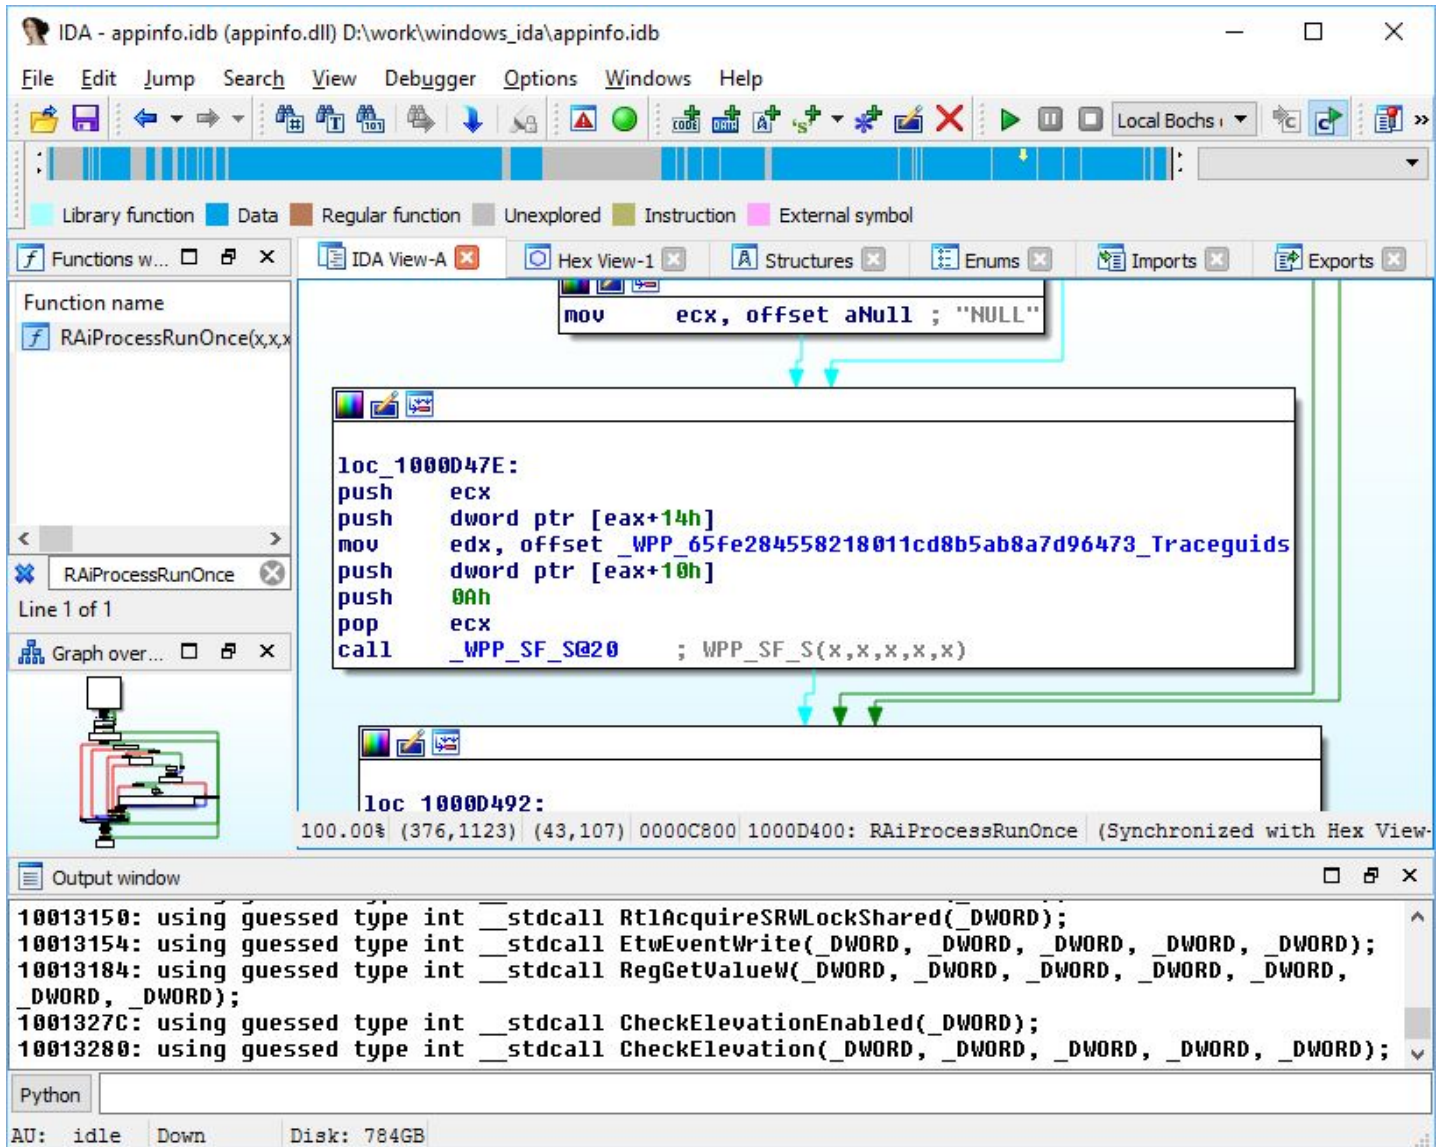 IDA - appinfo.idb (appinfo.dll) D:\work\windows_ida\appinfo.idb
File Edit Jump Search View Debugger Options Windows Help
Local Bochs
Library function Data Regular function Unexplored Instruction External symbol
Functions w... IDA View-A Hex View-1 Structures Enums Imports Exports
Function name
RAiProcessRunOnce(x,x,x
RAiProcessRunOnce
Line 1 of 1
Graph over...
mov ecx, offset aNull ; "NULL"
loc_1000D47E:
push ecx
push dword ptr [eax+14h]
mov edx, offset _WPP_65fe284558218011cd8b5ab8a7d96473_Traceguids
push dword ptr [eax+10h]
push 0Ah
pop ecx
call _WPP_SF_S@20 ; WPP_SF_S(x,x,x,x,x)
loc_1000D492:
100.00% (376,1123) (43,107) 0000C800 1000D400: RAiProcessRunOnce (Synchronized with Hex View-
Output window
10013150: using guessed type int __stdcall RtlAcquireSRWLockShared(_DWORD);
10013154: using guessed type int __stdcall EtwEventWrite(_DWORD, _DWORD, _DWORD, _DWORD, _DWORD);
10013184: using guessed type int __stdcall RegGetValueW(_DWORD, _DWORD, _DWORD, _DWORD, _DWORD,
_DWORD, _DWORD);
1001327C: using guessed type int __stdcall CheckElevationEnabled(_DWORD);
10013280: using guessed type int __stdcall CheckElevation(_DWORD, _DWORD, _DWORD, _DWORD, _DWORD);
Python
AU: idle Down Disk: 784GB